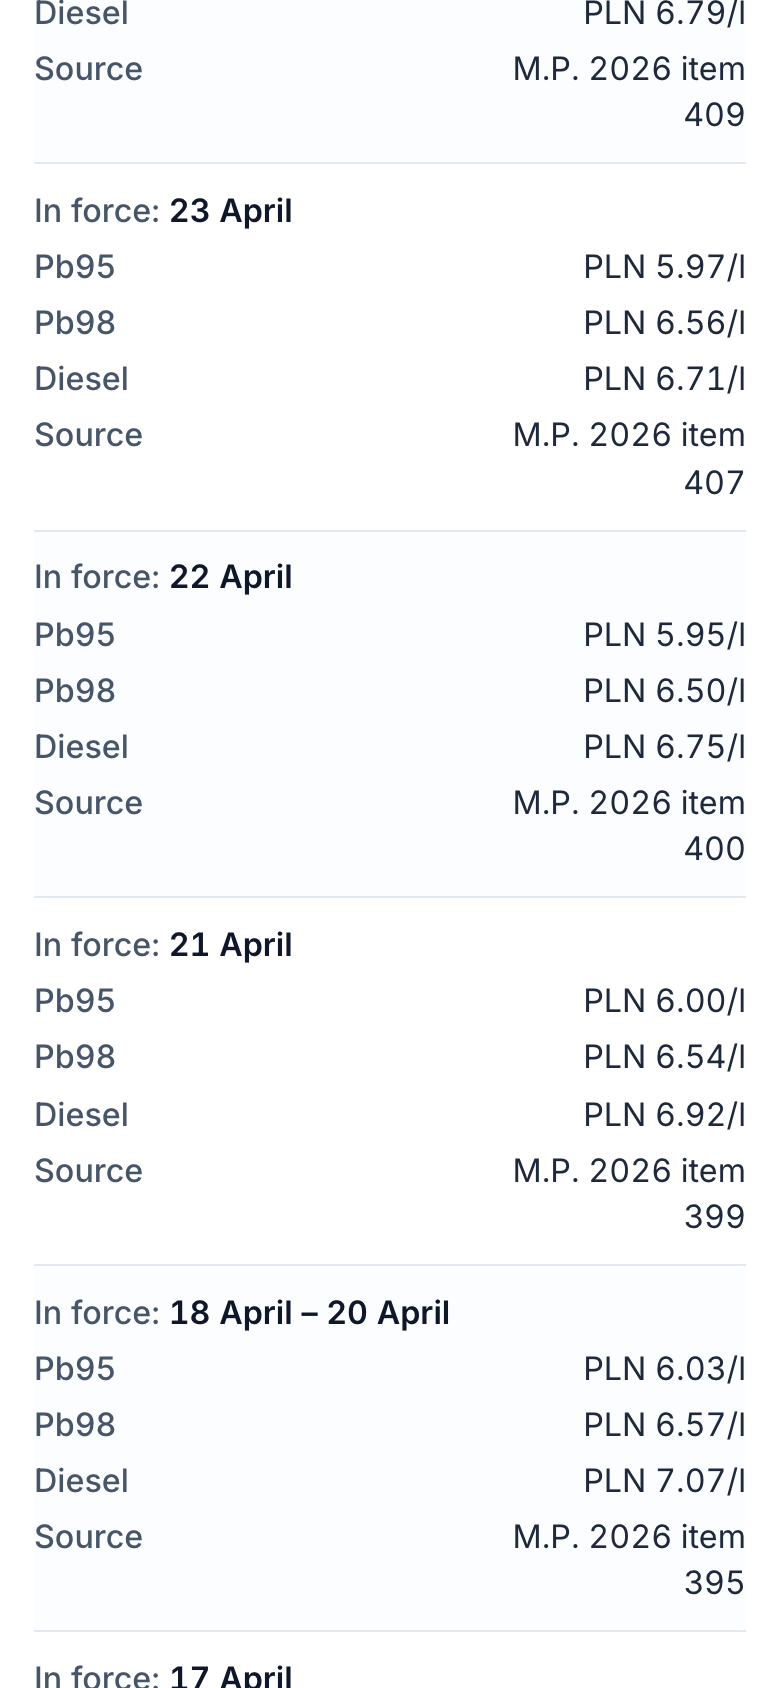 Diesel PLN 6.79/l
Source M.P. 2026 item
409
In force: 23 April
Pb95 PLN 5.97/l
Pb98 PLN 6.56/l
Diesel PLN 6.71/l
Source M.P. 2026 item
407
In force: 22 April
Pb95 PLN 5.95/l
Pb98 PLN 6.50/l
Diesel PLN 6.75/l
Source M.P. 2026 item
400
In force: 21 April
Pb95 PLN 6.00/l
Pb98 PLN 6.54/l
Diesel PLN 6.92/l
Source M.P. 2026 item
399
In force: 18 April – 20 April
Pb95 PLN 6.03/l
Pb98 PLN 6.57/l
Diesel PLN 7.07/l
Source M.P. 2026 item
395
In force: 17 April